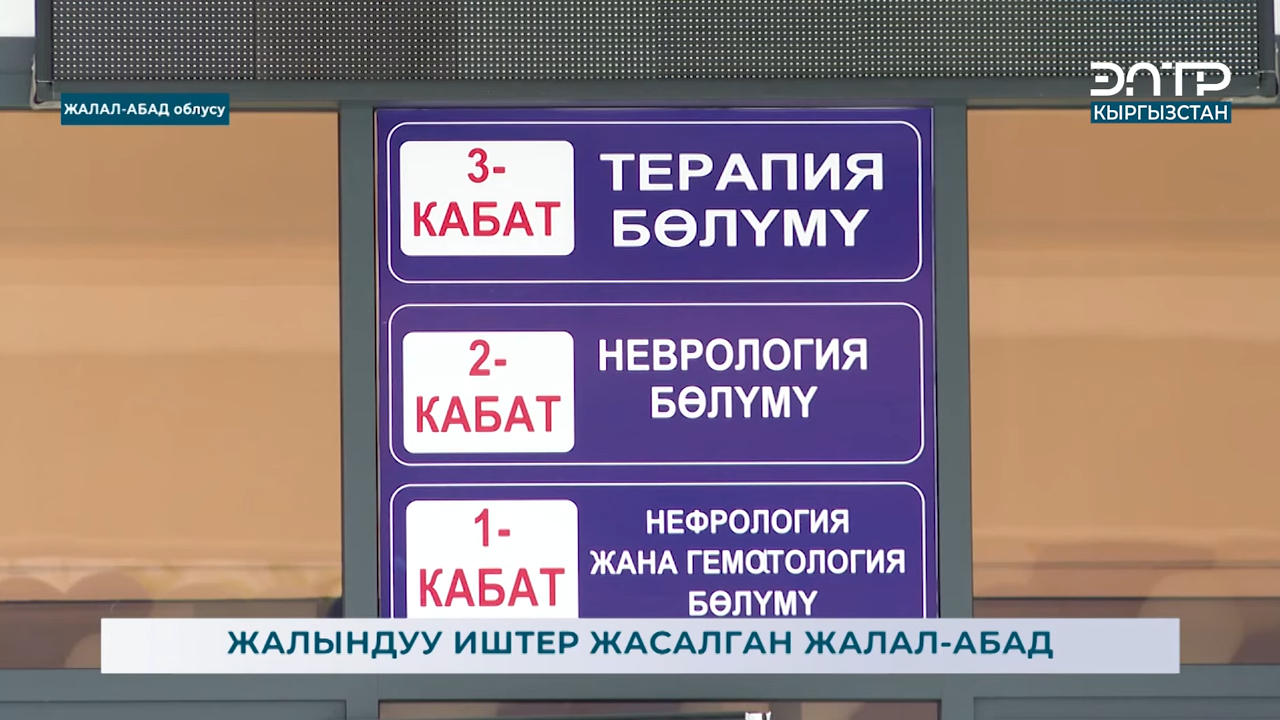 ЭЛТР
КЫРГЫЗСТАН
ЖАЛАЛ-АБАД облусу
3-
КАБАТ
ТЕРАПИЯ
БӨЛҮМҮ
2-
КАБАТ
НЕВРОЛОГИЯ
БӨЛҮМҮ
1-
КАБАТ
НЕФРОЛОГИЯ
ЖАНА ГЕМАТОЛОГИЯ
БӨЛҮМҮ
ЖАЛЫНДУУ ИШТЕР ЖАСАЛГАН ЖАЛАЛ-АБАД